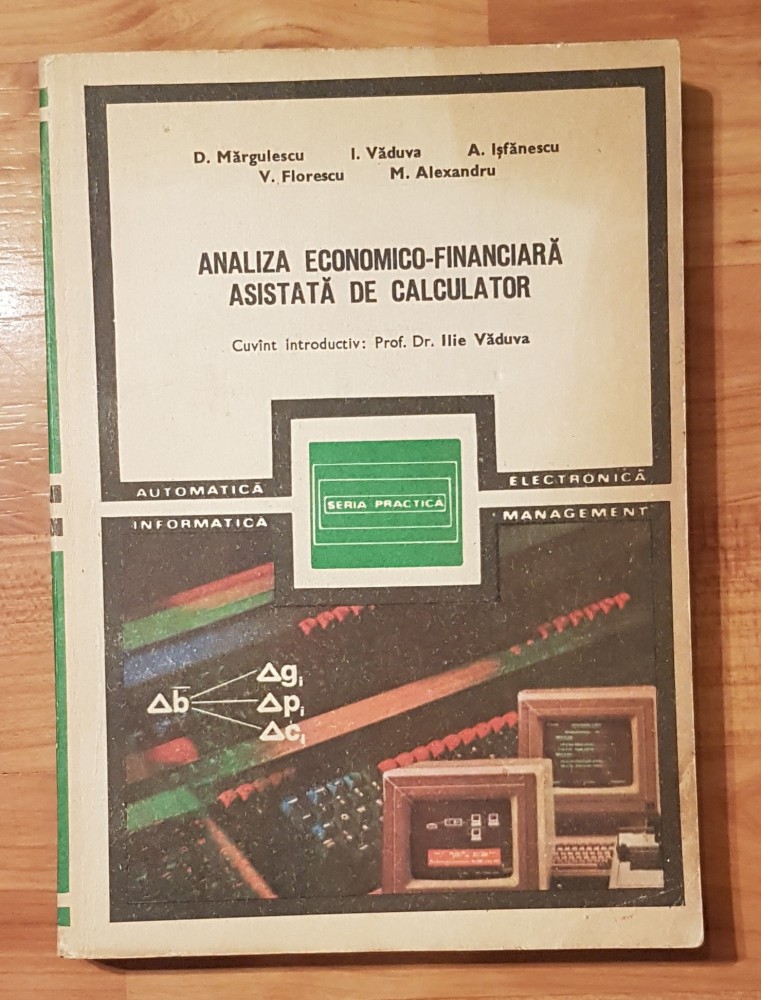 D. Mărgulescu I. Văduva A. Işfănescu
V. Florescu M. Alexandru
ANALIZA ECONOMICO-FINANCIARĂ
ASISTATĂ DE CALCULATOR
Cuvînt introductiv: Prof. Dr. Ilie Văduva
AUTOMATICĂ
ELECTRONICĂ
SERIA PRACTICĂ
INFORMATICĂ
MANAGEMENT
Δgᵢ
Δb̅ Δpᵢ
Δcᵢ